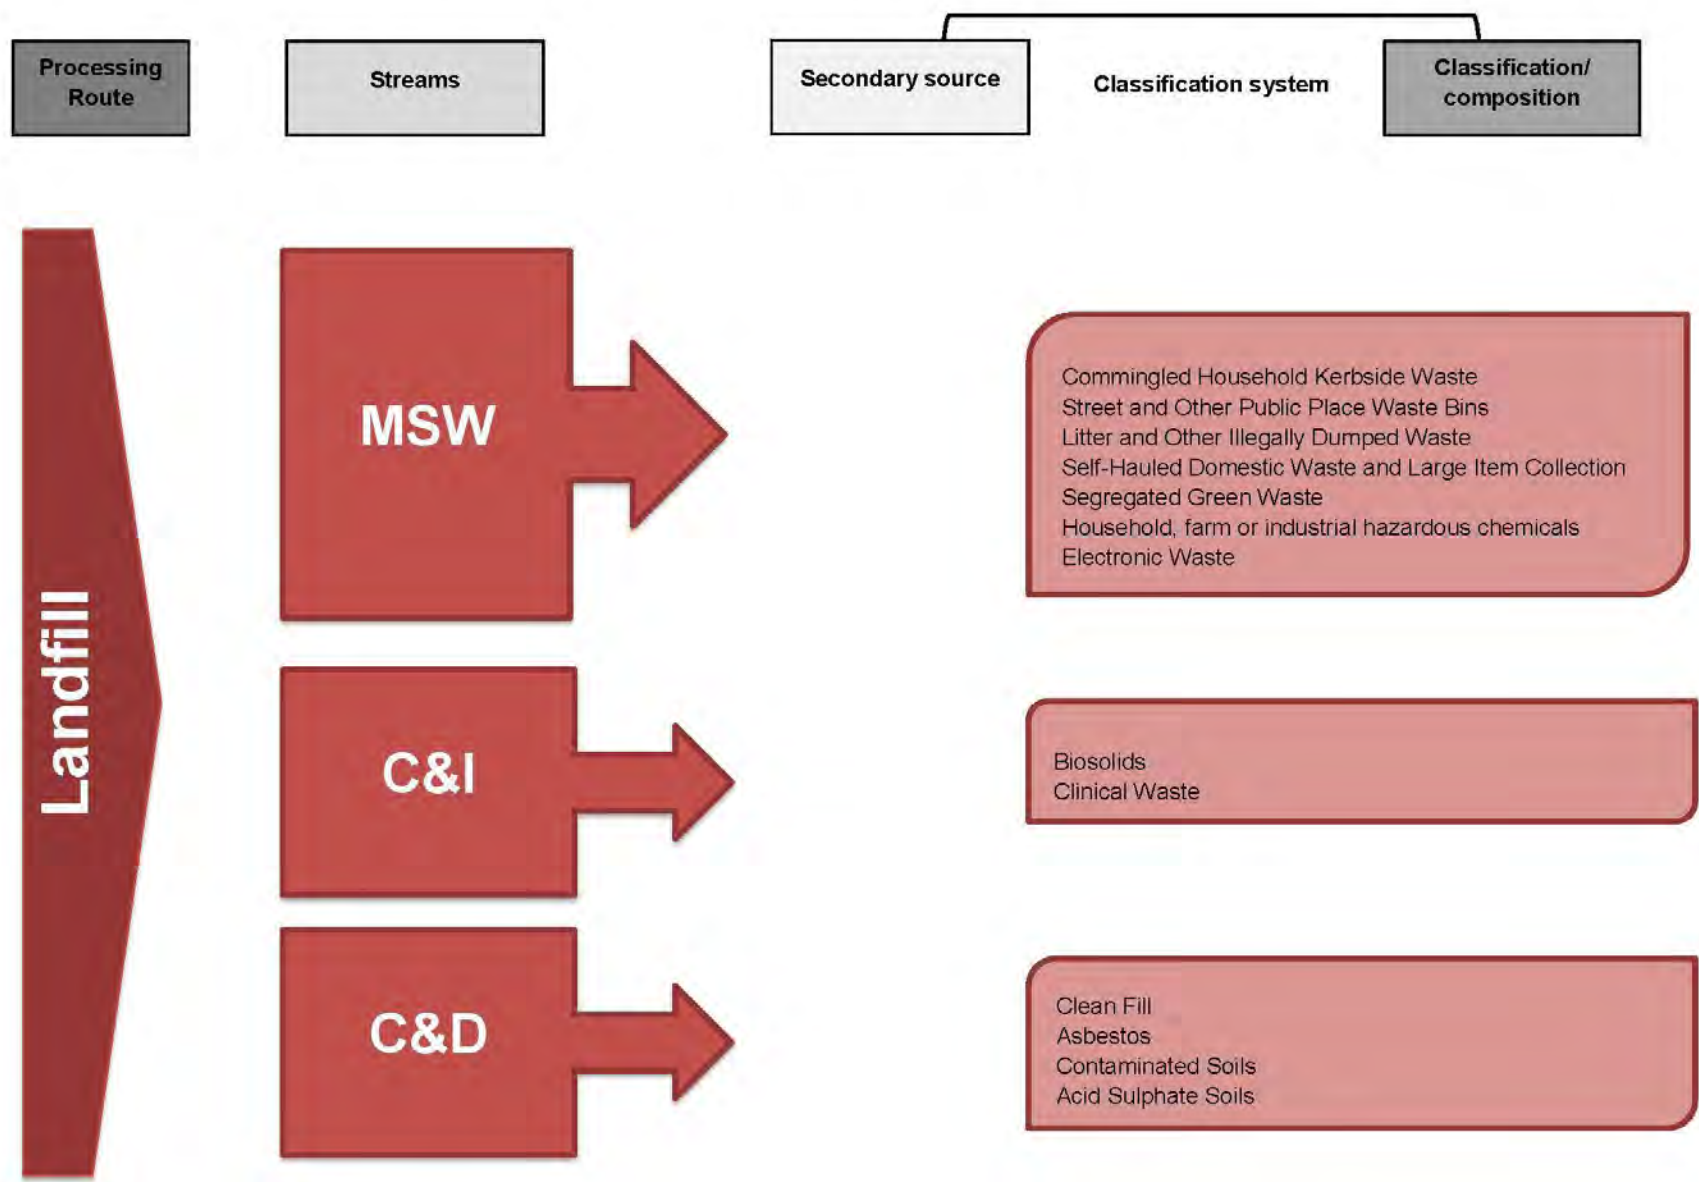 Processing
Route
Streams
Secondary source
Classification system
Classification/
composition
Landfill
MSW
Commingled Household Kerbside Waste
Street and Other Public Place Waste Bins
Litter and Other Illegally Dumped Waste
Self-Hauled Domestic Waste and Large Item Collection
Segregated Green Waste
Household, farm or industrial hazardous chemicals
Electronic Waste
C&I
Biosolids
Clinical Waste
C&D
Clean Fill
Asbestos
Contaminated Soils
Acid Sulphate Soils